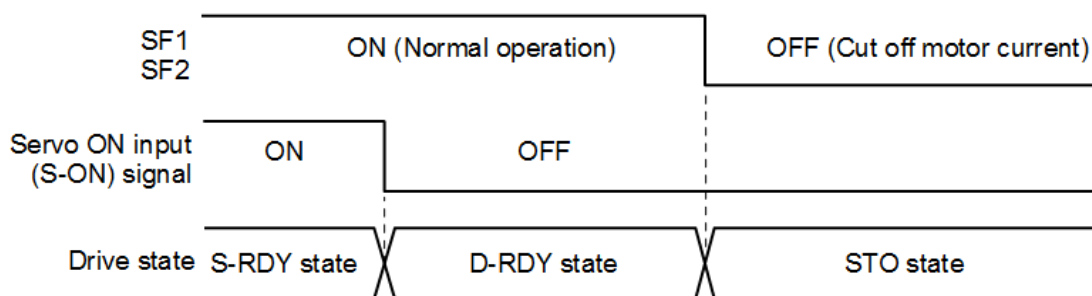 SF1
SF2
ON (Normal operation)
OFF (Cut off motor current)
Servo ON input
(S-ON) signal
ON
OFF
Drive state
S-RDY state
D-RDY state
STO state